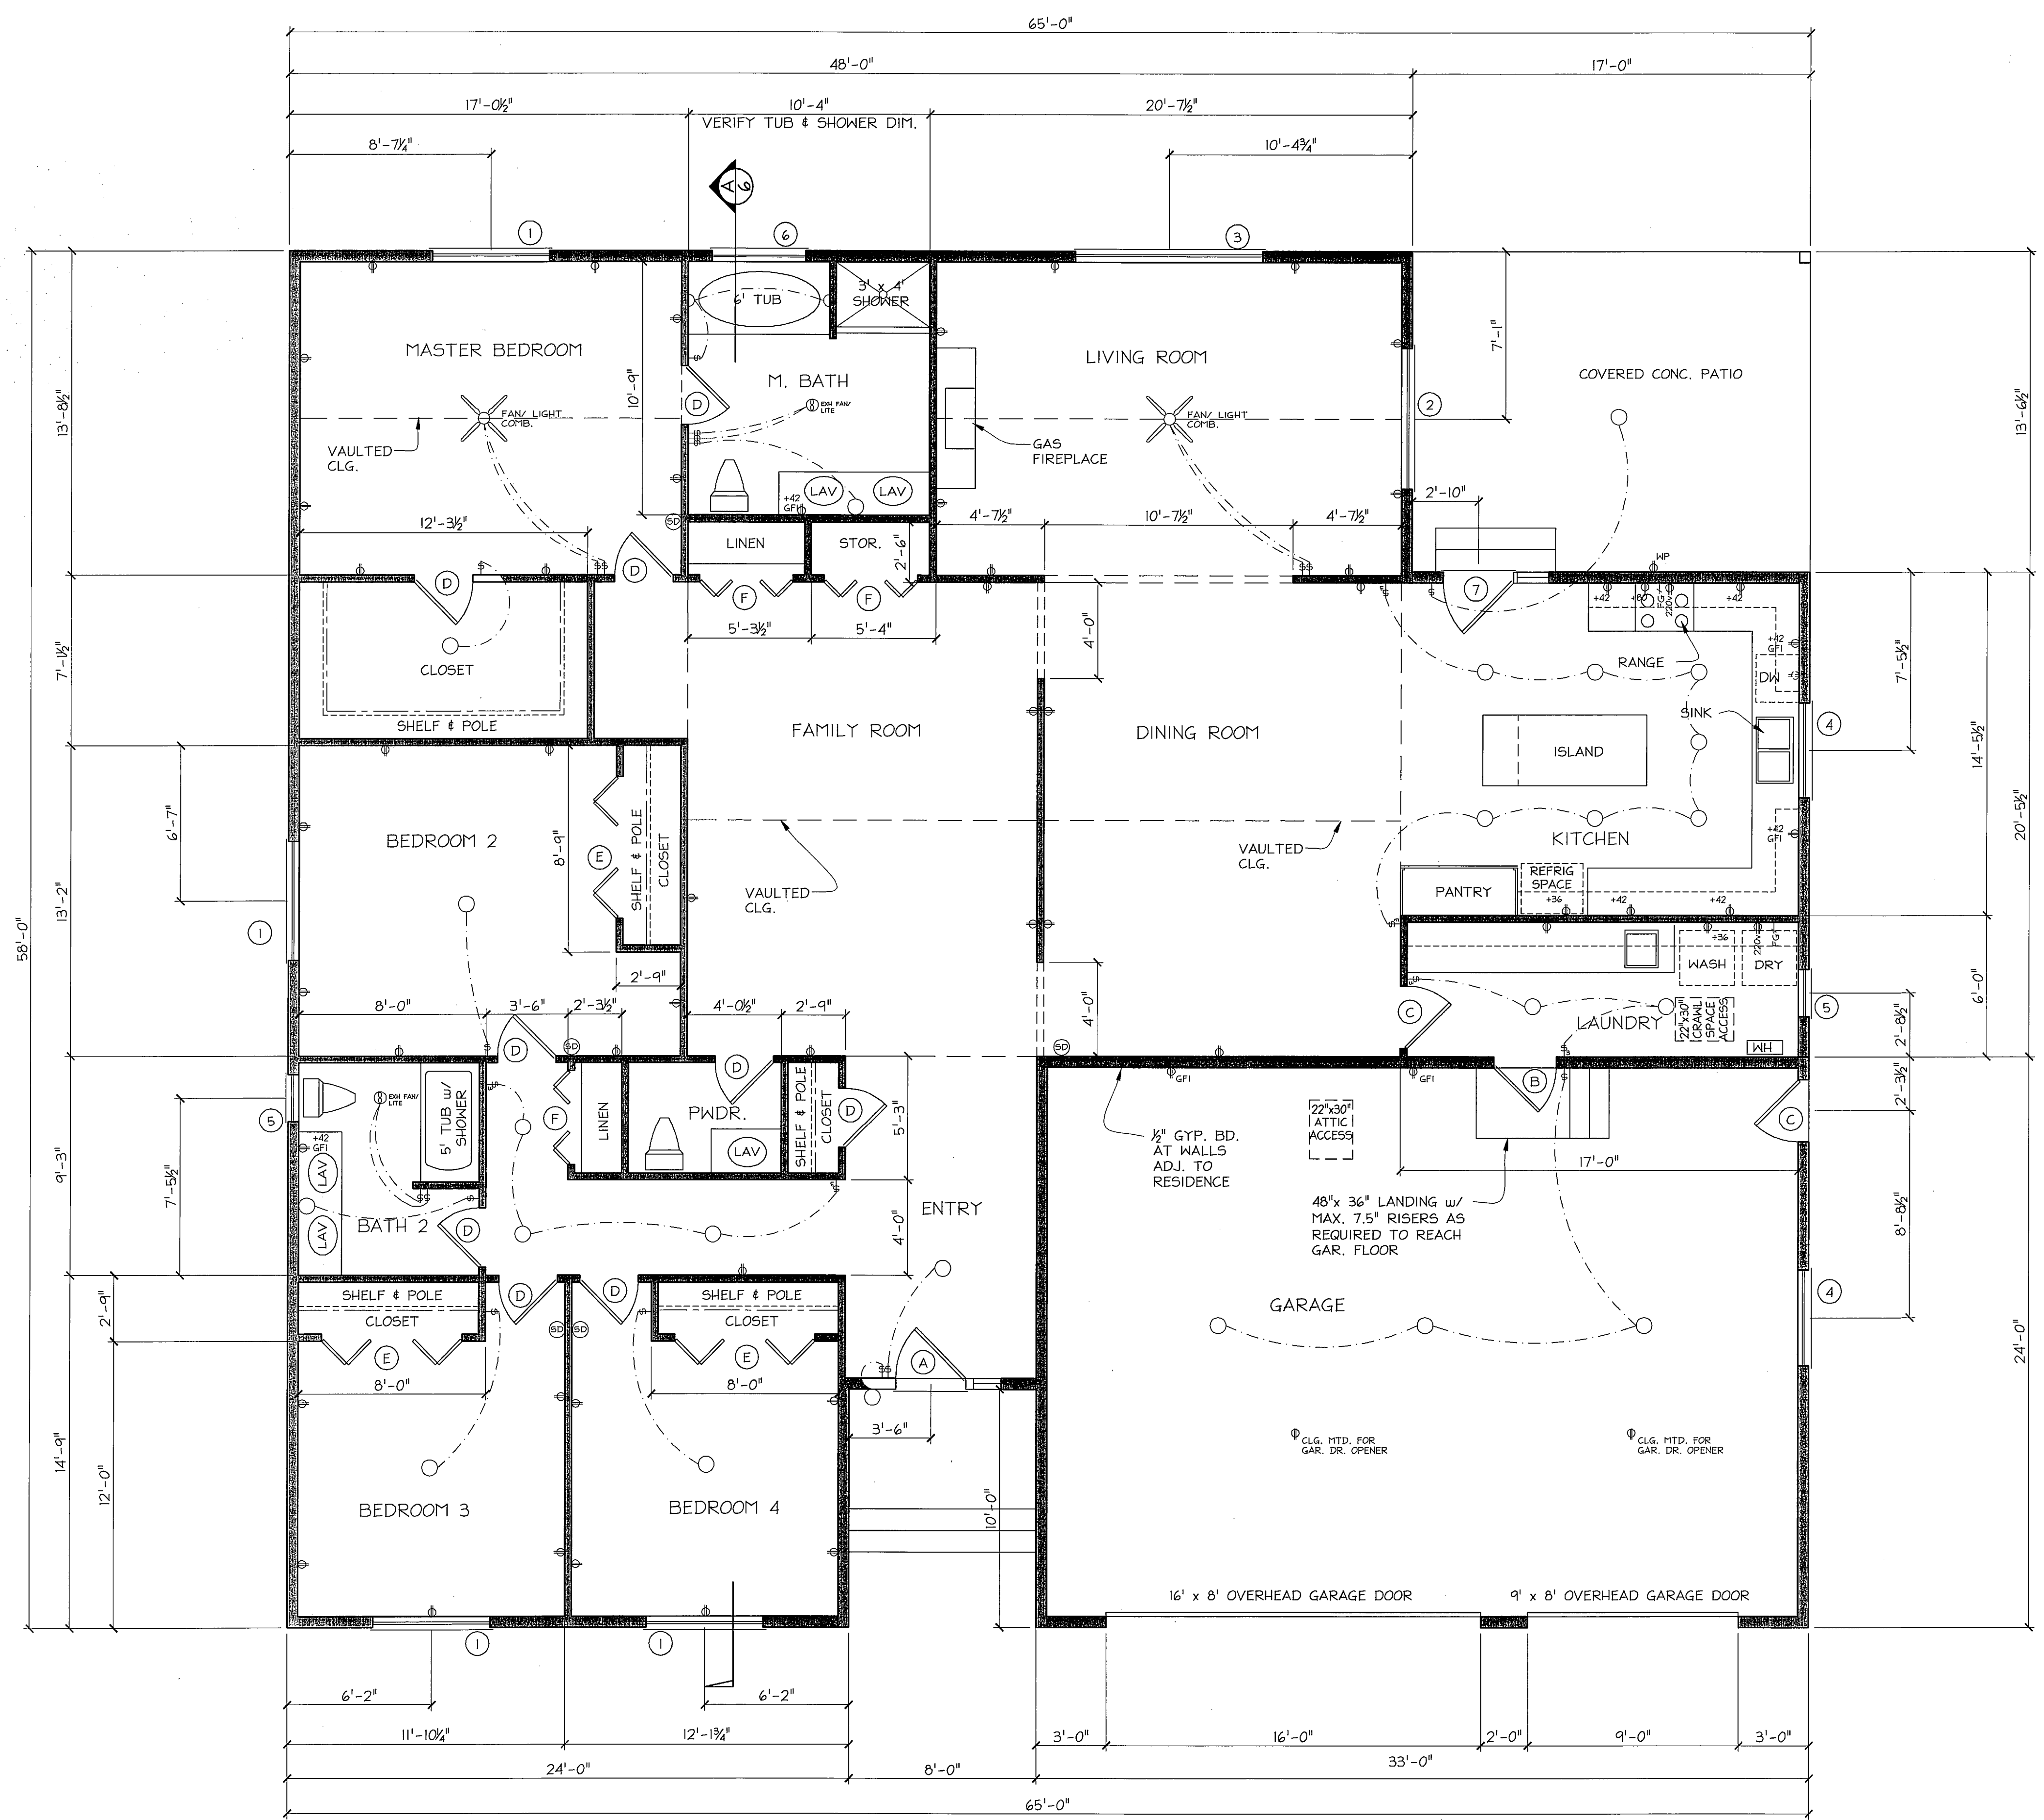 65'-0"
48'-0"
17'-0"
17'-0½"
10'-4"
20'-7½"
VERIFY TUB & SHOWER DIM.
8'-7¼"
10'-4¾"
A
6
1
6
3
6' TUB
3' x 4'
SHOWER
MASTER BEDROOM
10'-9"
M. BATH
D
EXH FAN/
LITE
LIVING ROOM
2
7'-1"
COVERED CONC. PATIO
13'-8½"
13'-6½"
FAN/ LIGHT
COMB.
VAULTED
CLG.
FAN/ LIGHT
COMB.
GAS
FIREPLACE
+42
GFI
LAV
LAV
2'-10"
12'-3½"
SD
LINEN
STOR.
2'-6"
4'-7½"
10'-7½"
4'-7½"
WP
D
D
F
F
5'-3½"
5'-4"
4'-0"
7
+42
+60
FG /
220v
+42
+42
GFI
RANGE
DW
7'-5½"
7'-1½"
CLOSET
SHELF & POLE
FAMILY ROOM
DINING ROOM
SINK
ISLAND
4
14'-5½"
20'-5½"
6'-7"
BEDROOM 2
8'-9"
E
SHELF & POLE
CLOSET
VAULTED
CLG.
VAULTED
CLG.
KITCHEN
+42
GFI
PANTRY
REFRIG
SPACE
+36
+42
+42
13'-2"
58'-0"
1
2'-9"
8'-0"
3'-6"
2'-3½"
4'-0½"
2'-9"
4'-0"
+36
220v
FG
WASH
DRY
C
LAUNDRY
22"x30"
CRAWL
SPACE
ACCESS
WH
5
6'-0"
2'-8½"
D
SD
D
SD
GFI
GFI
B
2'-3½"
C
5
EXH FAN/
LITE
+42
GFI
LAV
LAV
5' TUB w/
SHOWER
F
LINEN
PWDR.
LAV
SHELF & POLE
CLOSET
D
5'-3"
½" GYP. BD.
AT WALLS
ADJ. TO
RESIDENCE
22"x30"
ATTIC
ACCESS
17'-0"
48"x 36" LANDING w/
MAX. 7.5" RISERS AS
REQUIRED TO REACH
GAR. FLOOR
8'-8½"
9'-3"
7'-5½"
BATH 2
D
ENTRY
4'-0"
2'-9"
SHELF & POLE
CLOSET
D
D
SHELF & POLE
CLOSET
SD
SD
GARAGE
4
24'-0"
E
E
A
8'-0"
8'-0"
3'-6"
14'-9"
12'-0"
CLG. MTD. FOR
GAR. DR. OPENER
CLG. MTD. FOR
GAR. DR. OPENER
BEDROOM 3
BEDROOM 4
10'-0"
16' x 8' OVERHEAD GARAGE DOOR
9' x 8' OVERHEAD GARAGE DOOR
1
1
6'-2"
6'-2"
11'-10¼"
12'-1¾"
3'-0"
16'-0"
2'-0"
9'-0"
3'-0"
24'-0"
8'-0"
33'-0"
65'-0"